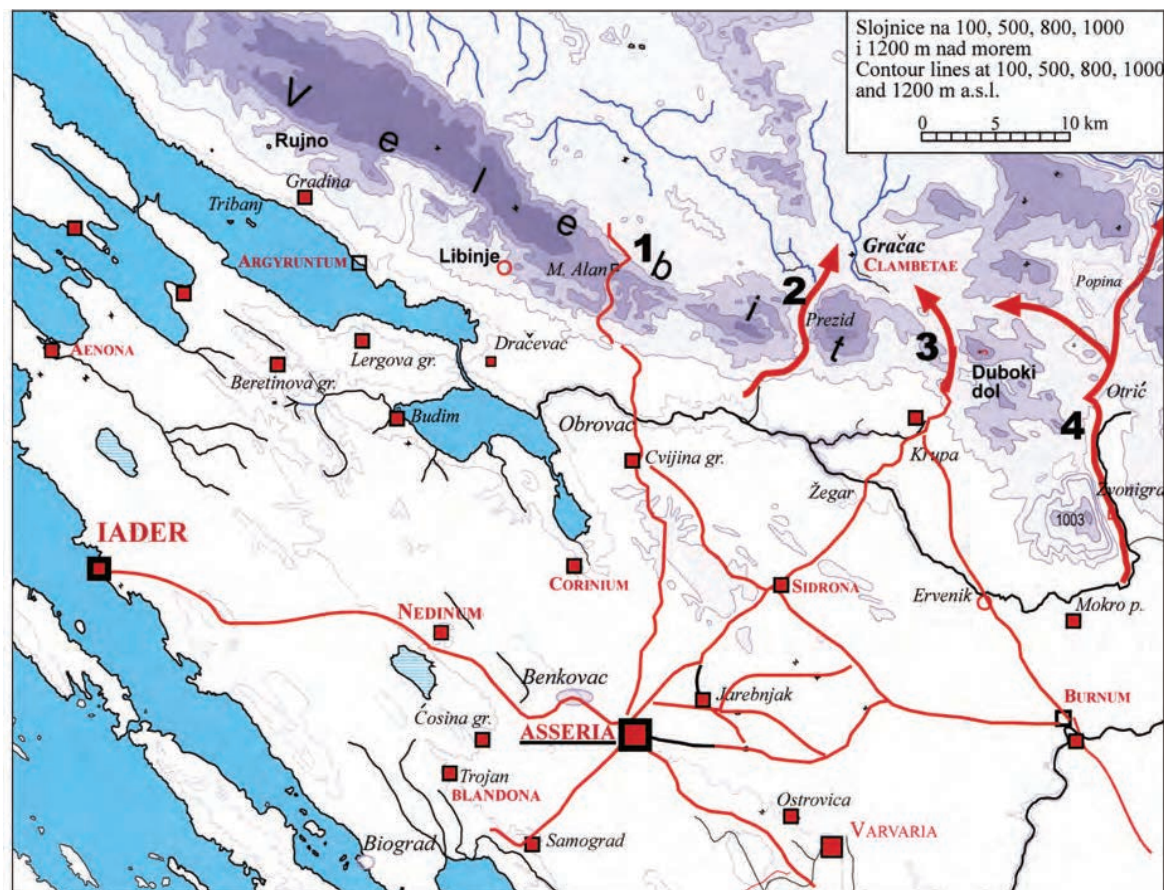 Slojnice na 100, 500, 800, 1000
i 1200 m nad morem
Contour lines at 100, 500, 800, 1000
and 1200 m a.s.l.
0 5 10 km
V e l e b i t
Rujno
Gradina
Tribanj
ARGYRUNTUM
Libinje
M. Alan
1
2
Prezid
Gračac
CLAMBETAE
3
Duboki
dol
Popina
Otrić
4
Zvonigrad
1003
AENONA
Beretinova gr.
Lergova gr.
Dračevac
Budim
Obrovac
Cvijina gr.
Krupa
Žegar
IADER
NEDINUM
CORINIUM
SIDRONA
Ervenik
Mokro p.
Benkovac
Jarebnjak
BURNUM
Ćosina gr.
ASSERIA
Trojan
BLANDONA
Ostrovica
VARVARIA
Biograd
Samograd